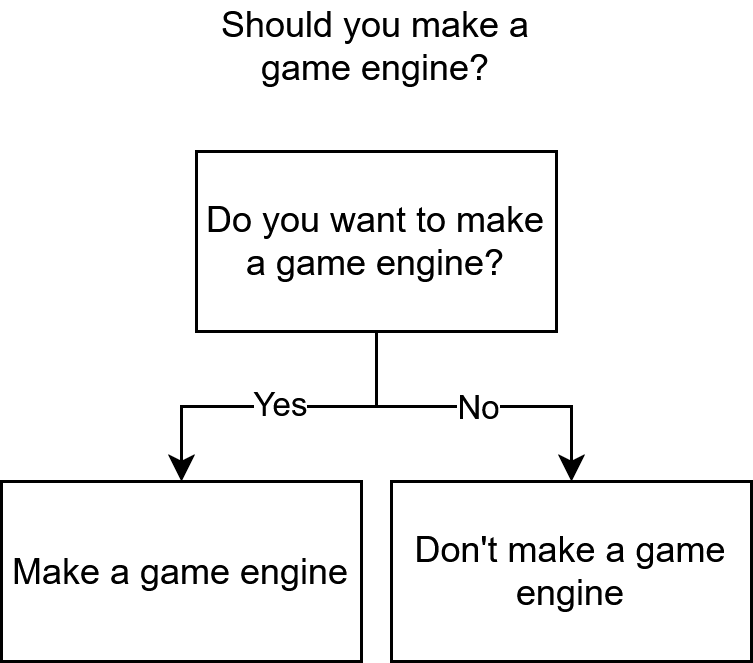 Should you make a
game engine?
Do you want to make
a game engine?
Yes
No
Make a game engine
Don't make a game
engine